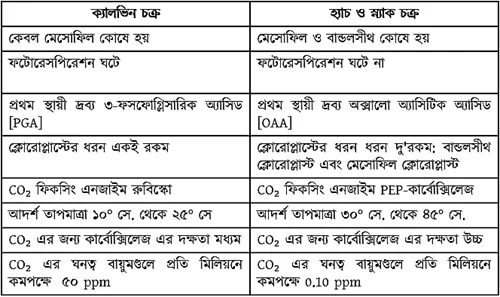 ক্যালভিন চক্র
হ্যাচ ও স্ল্যাক চক্র
কেবল মেসোফিল কোষে হয়
মেসোফিল ও বান্ডলসীথ কোষে হয়
ফটোরেসপিরেশন ঘটে
ফটোরেসপিরেশন ঘটে না
প্রথম স্থায়ী দ্রব্য ৩-ফসফোগ্লিসারিক অ্যাসিড
[PGA]
প্রথম স্থায়ী দ্রব্য অক্সালো অ্যাসিটিক অ্যাসিড
[OAA]
ক্লোরোপ্লাস্টের ধরন একই রকম
ক্লোরোপ্লাস্টের ধরন ধরন দু'রকম; বান্ডলসীথ
ক্লোরোপ্লাস্ট এবং মেসোফিল ক্লোরোপ্লাস্ট
CO₂ ফিকসিং এনজাইম রুবিস্কো
CO₂ ফিকসিং এনজাইম PEP-কার্বোক্সিলেজ
আদর্শ তাপমাত্রা ১০° সে. থেকে ২৫° সে
আদর্শ তাপমাত্রা ৩০° সে. থেকে ৪৫° সে.
CO₂ এর জন্য কার্বোক্সিলেজ এর দক্ষতা মধ্যম
CO₂ এর জন্য কার্বোক্সিলেজ এর দক্ষতা উচ্চ
CO₂ এর ঘনত্ব বায়ুমণ্ডলে প্রতি মিলিয়নে
কমপক্ষে ৫০ ppm
CO₂ এর ঘনত্ব বায়ুমণ্ডলে প্রতি মিলিয়নে
কমপক্ষে 0.10 ppm